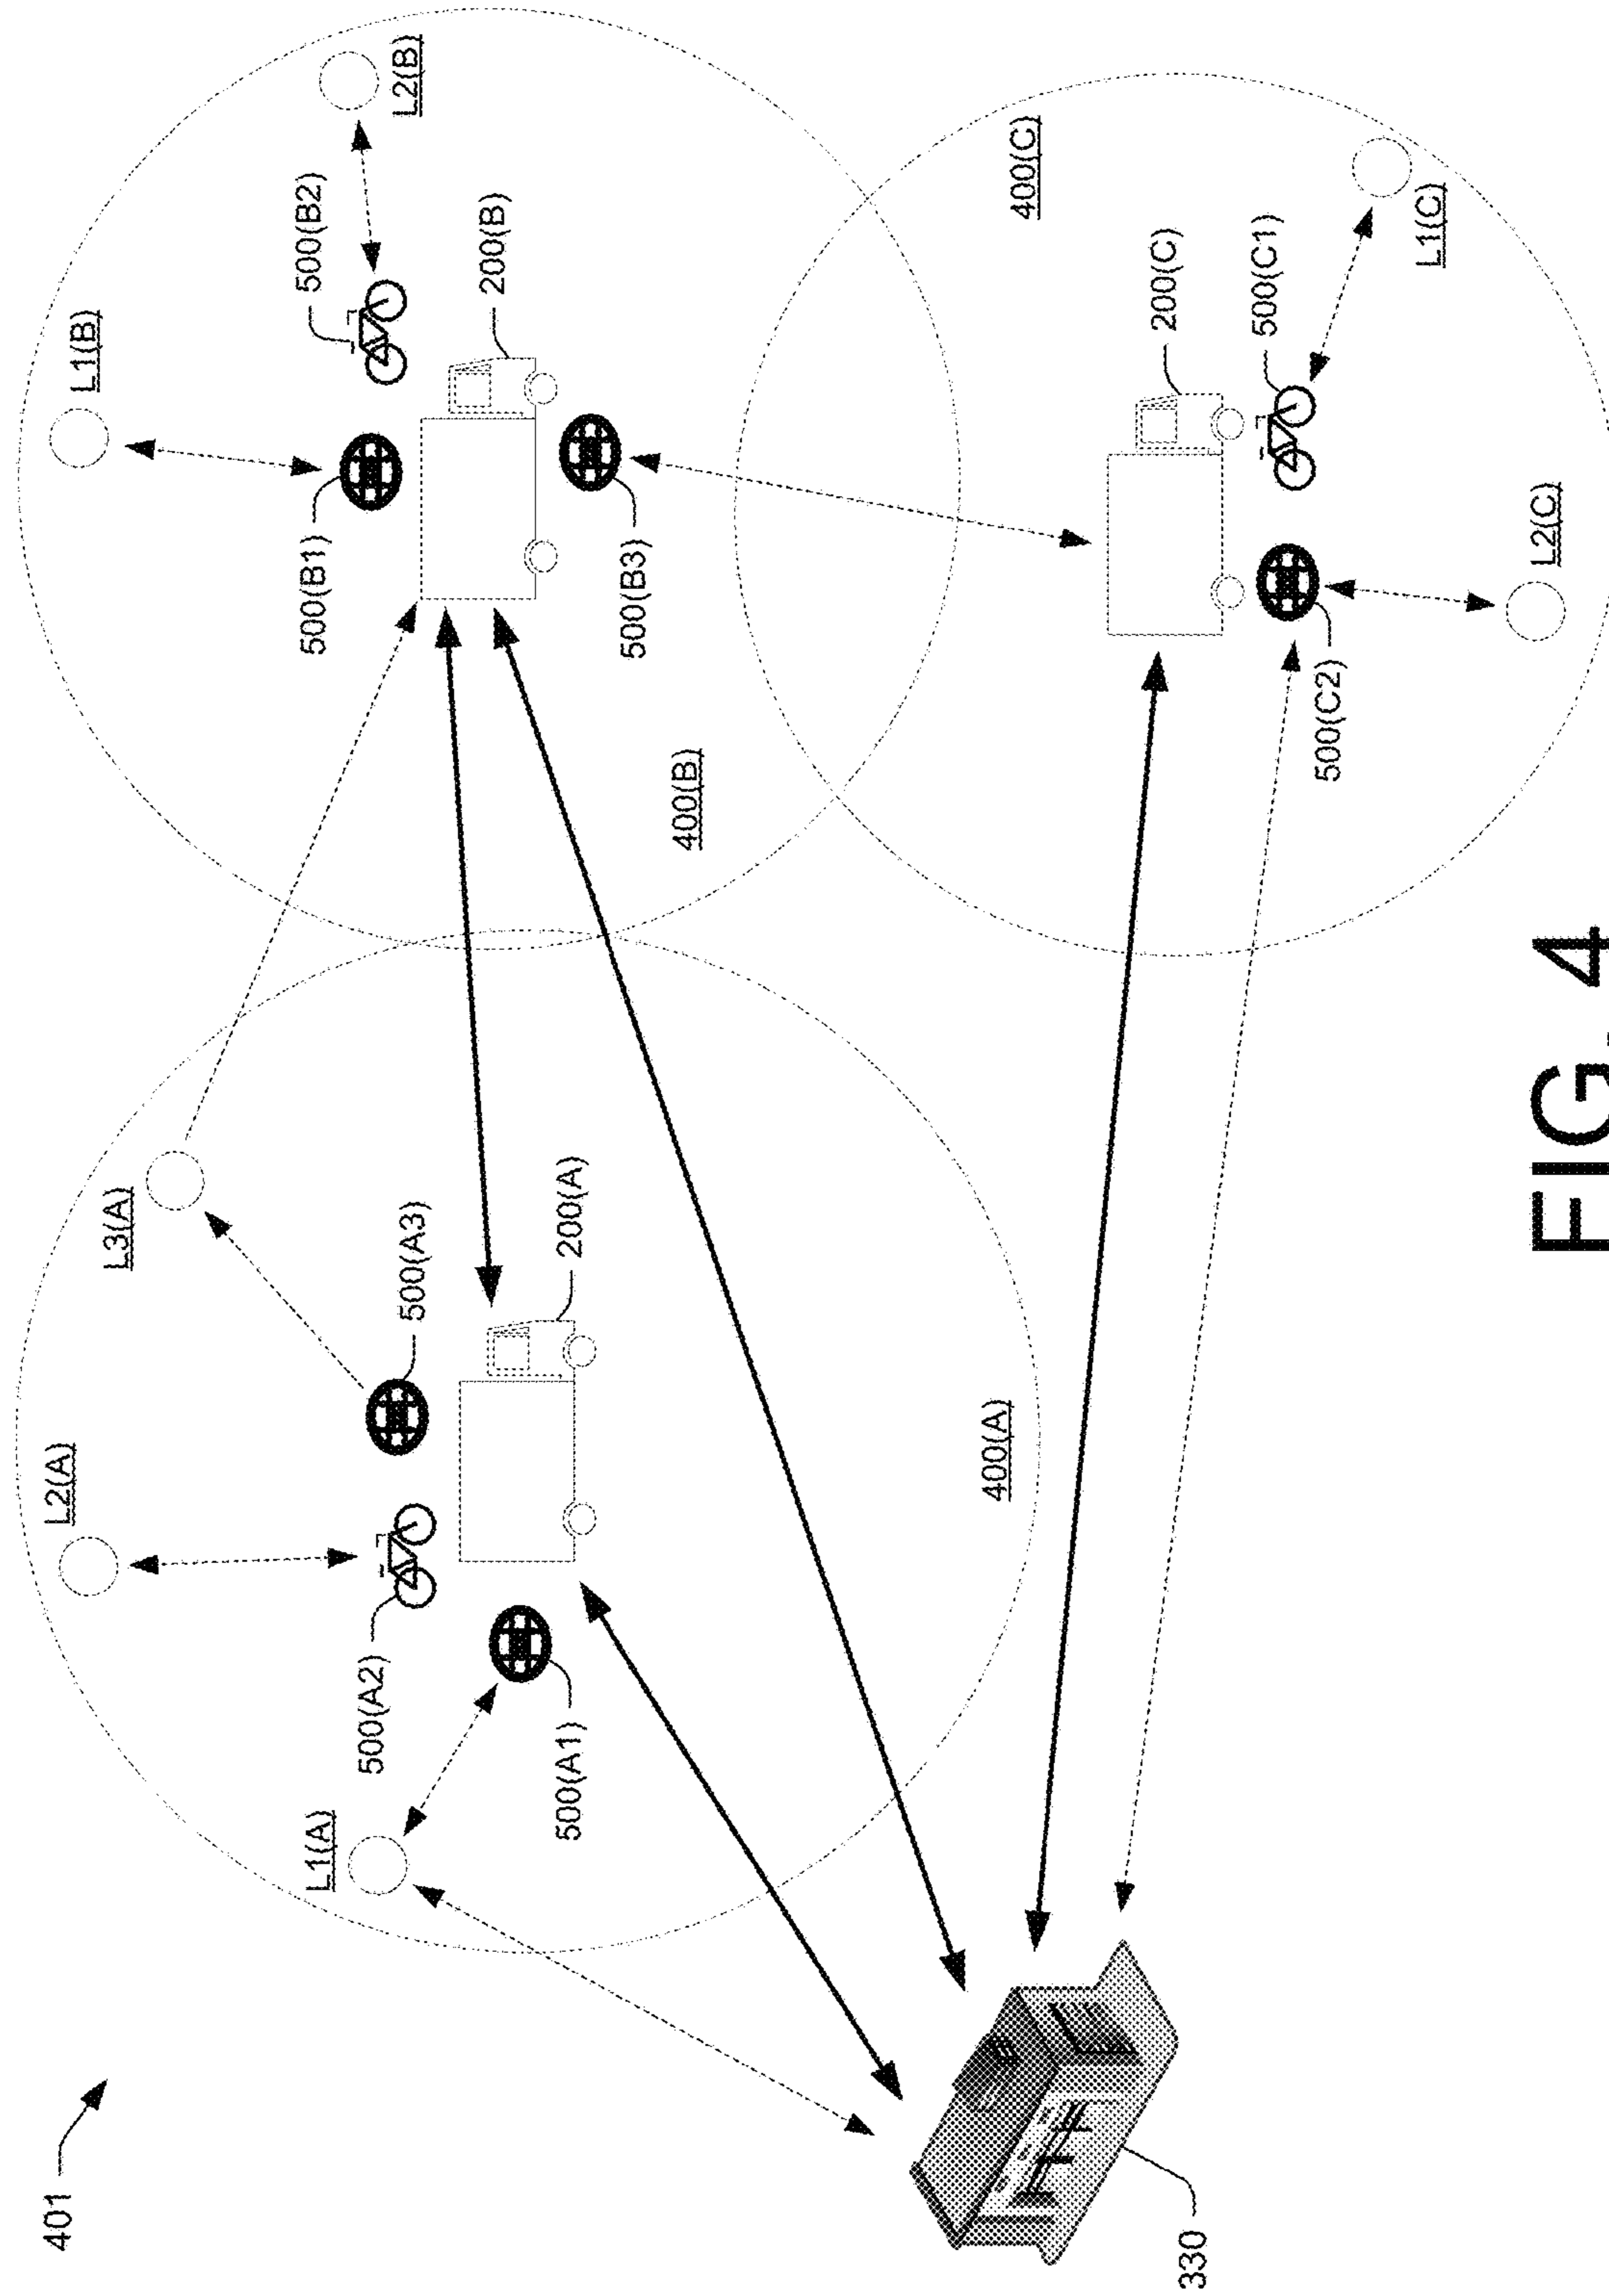 401
L1(A)
L2(A)
L3(A)
L1(B)
L2(B)
500(A2)
500(A3)
500(A1)
200(A)
500(B1)
500(B2)
200(B)
500(B3)
400(A)
400(B)
400(C)
200(C)
500(C1)
500(C2)
L1(C)
L2(C)
330
FIG. 4